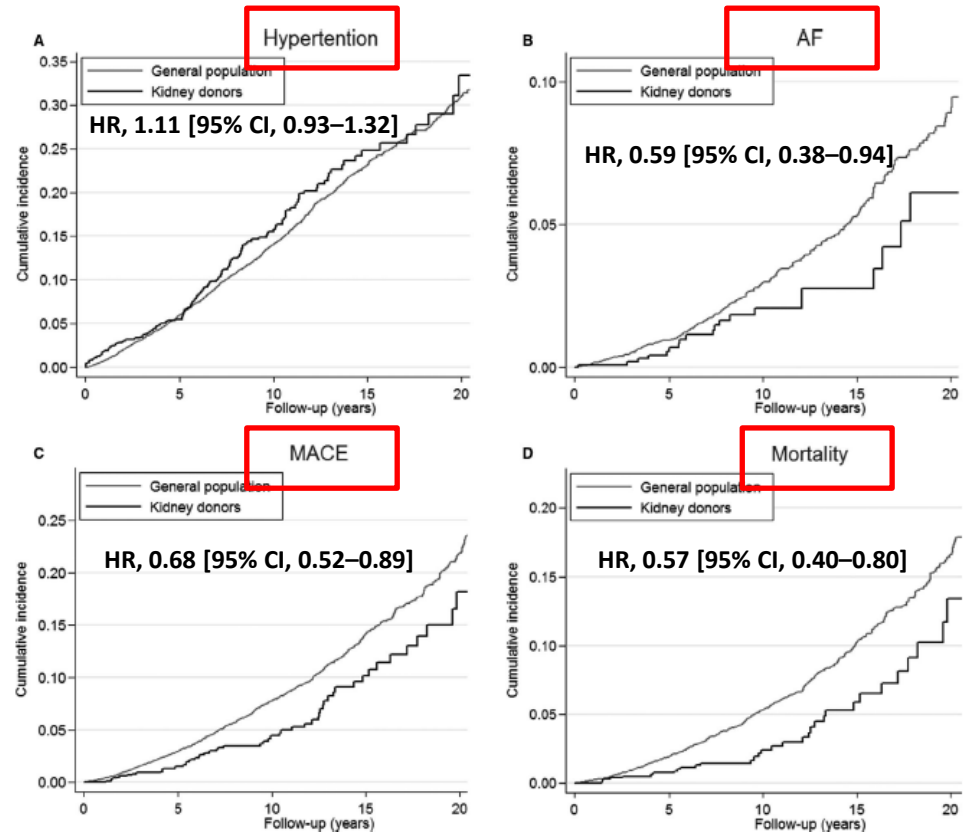 A
Hypertention
0.35
General population
Kidney donors
0.30
HR, 1.11 [95% CI, 0.93–1.32]
0.25
0.20
0.15
0.10
0.05
0.00
Cumulative incidence
0 5 10 15 20
Follow-up (years)
B
AF
0.10
General population
Kidney donors
HR, 0.59 [95% CI, 0.38–0.94]
0.05
0.00
Cumulative incidence
0 5 10 15 20
Follow-up (years)
C
MACE
General population
Kidney donors
0.25
HR, 0.68 [95% CI, 0.52–0.89]
0.20
0.15
0.10
0.05
0.00
Cumulative incidence
0 5 10 15 20
Follow-up (years)
D
Mortality
General population
0.20
Kidney donors
HR, 0.57 [95% CI, 0.40–0.80]
0.15
0.10
0.05
0.00
Cumulative incidence
0 5 10 15 20
Follow-up (years)